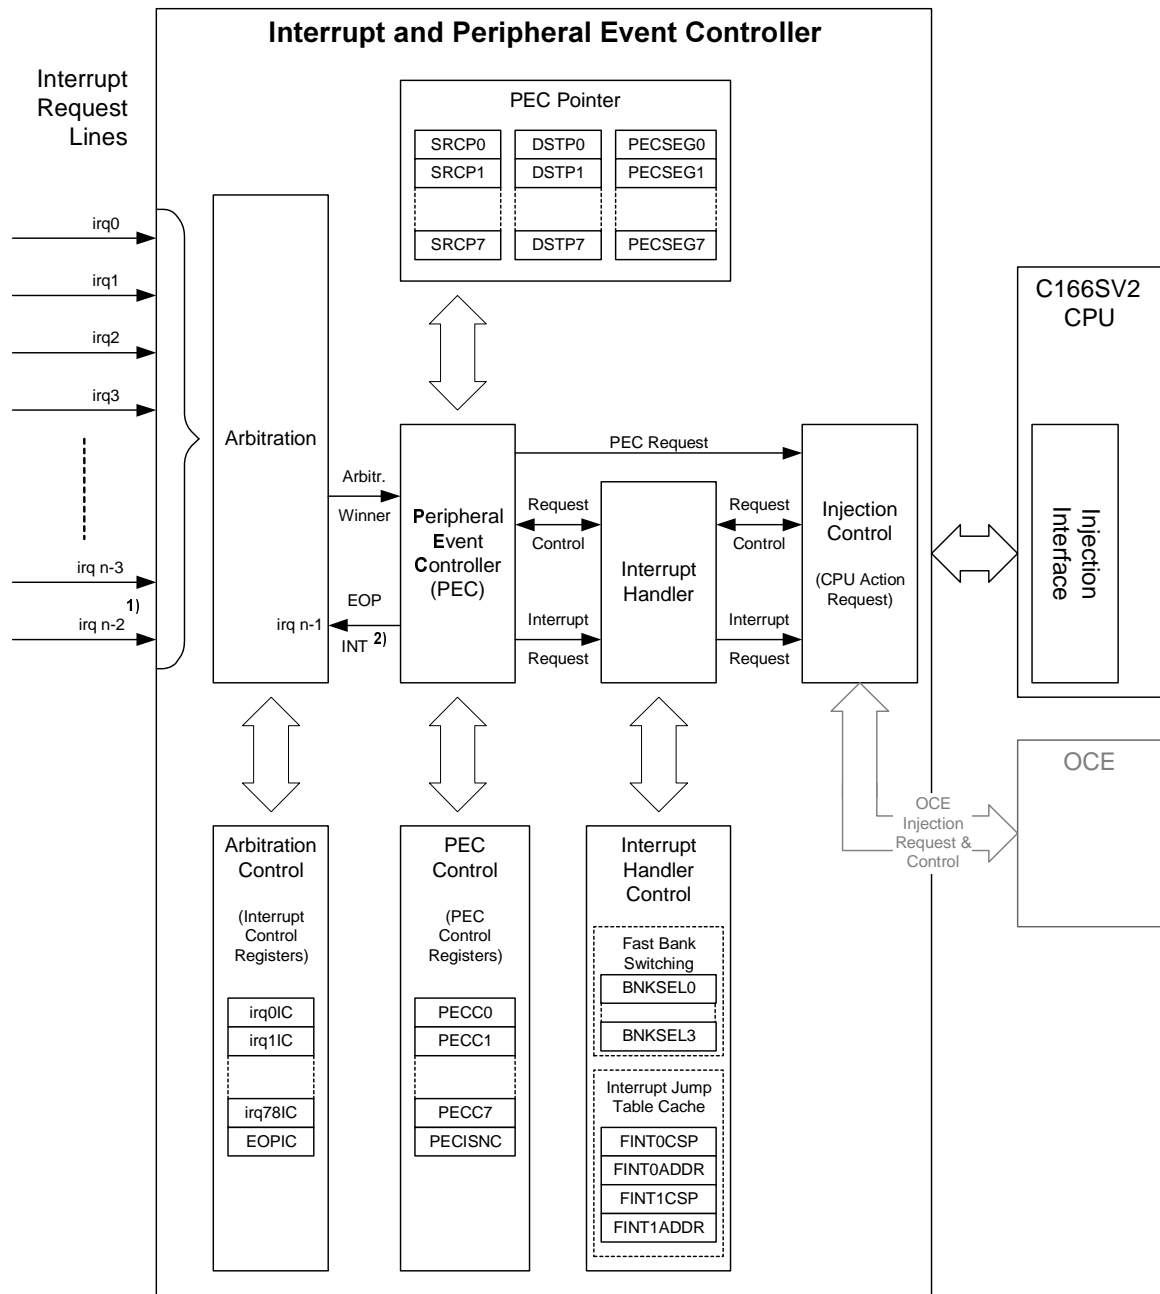 Interrupt and Peripheral Event Controller
Interrupt
Request
Lines
PEC Pointer
SRCP0
DSTP0
PECSEG0
SRCP1
DSTP1
PECSEG1
SRCP7
DSTP7
PECSEG7
irq0
irq1
irq2
irq3
irq n-3
1)
irq n-2
Arbitration
Arbitr.
Winner
irq n-1
EOP
INT 2)
Peripheral
Event
Controller
(PEC)
PEC Request
Request
Control
Interrupt
Request
Interrupt
Handler
Request
Control
Interrupt
Request
Injection
Control
(CPU Action
Request)
C166SV2
CPU
Injection
Interface
OCE
OCE
Injection
Request &
Control
Arbitration
Control
(Interrupt
Control
Registers)
irq0IC
irq1IC
irq78IC
EOPIC
PEC
Control
(PEC
Control
Registers)
PECC0
PECC1
PECC7
PECISNC
Interrupt
Handler
Control
Fast Bank
Switching
BNKSEL0
BNKSEL3
Interrupt Jump
Table Cache
FINT0CSP
FINT0ADDR
FINT1CSP
FINT1ADDR